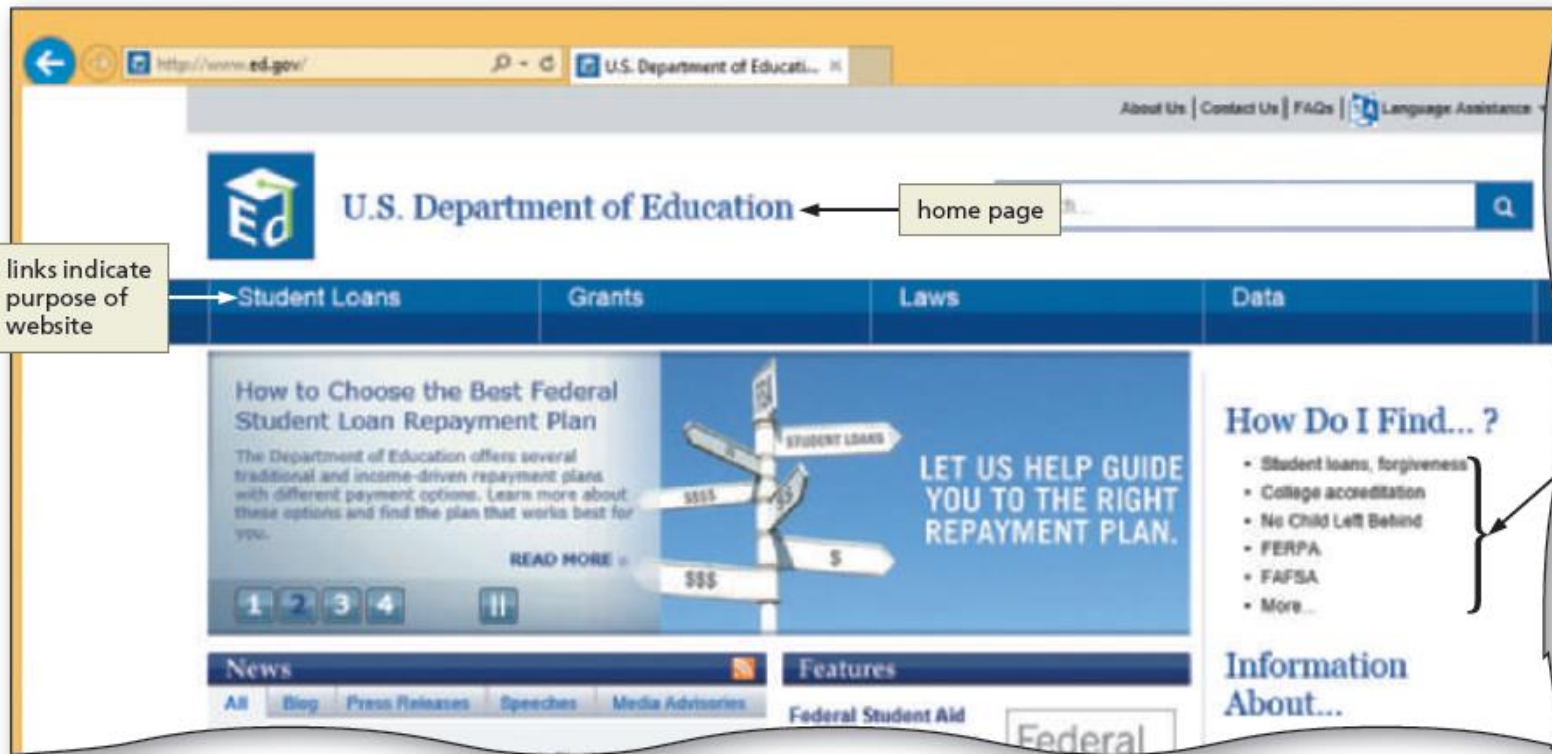 http://www.ed.gov/
U.S. Department of Educati...
About Us | Contact Us | FAQs | Language Assistance
Ed
U.S. Department of Education
home page
links indicate
purpose of
website
Student Loans
Grants
Laws
Data
How to Choose the Best Federal
Student Loan Repayment Plan
The Department of Education offers several
traditional and income-driven repayment plans
with different payment options. Learn more about
these options and find the plan that works best for
you.
READ MORE »
1 2 3 4
STUDENT LOANS
$$$$
$$
$
$$$
LET US HELP GUIDE
YOU TO THE RIGHT
REPAYMENT PLAN.
How Do I Find... ?
• Student loans, forgiveness
• College accreditation
• No Child Left Behind
• FERPA
• FAFSA
• More...
News
All Blog Press Releases Speeches Media Advisories
Features
Federal Student Aid
Federal
Information
About...